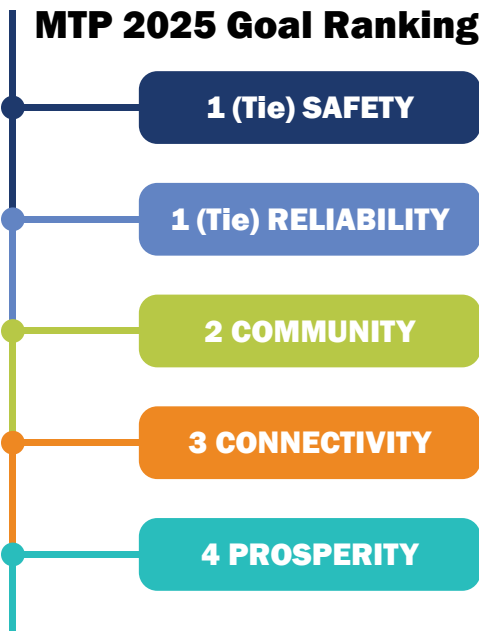 MTP 2025 Goal Ranking
1 (Tie) SAFETY
1 (Tie) RELIABILITY
2 COMMUNITY
3 CONNECTIVITY
4 PROSPERITY